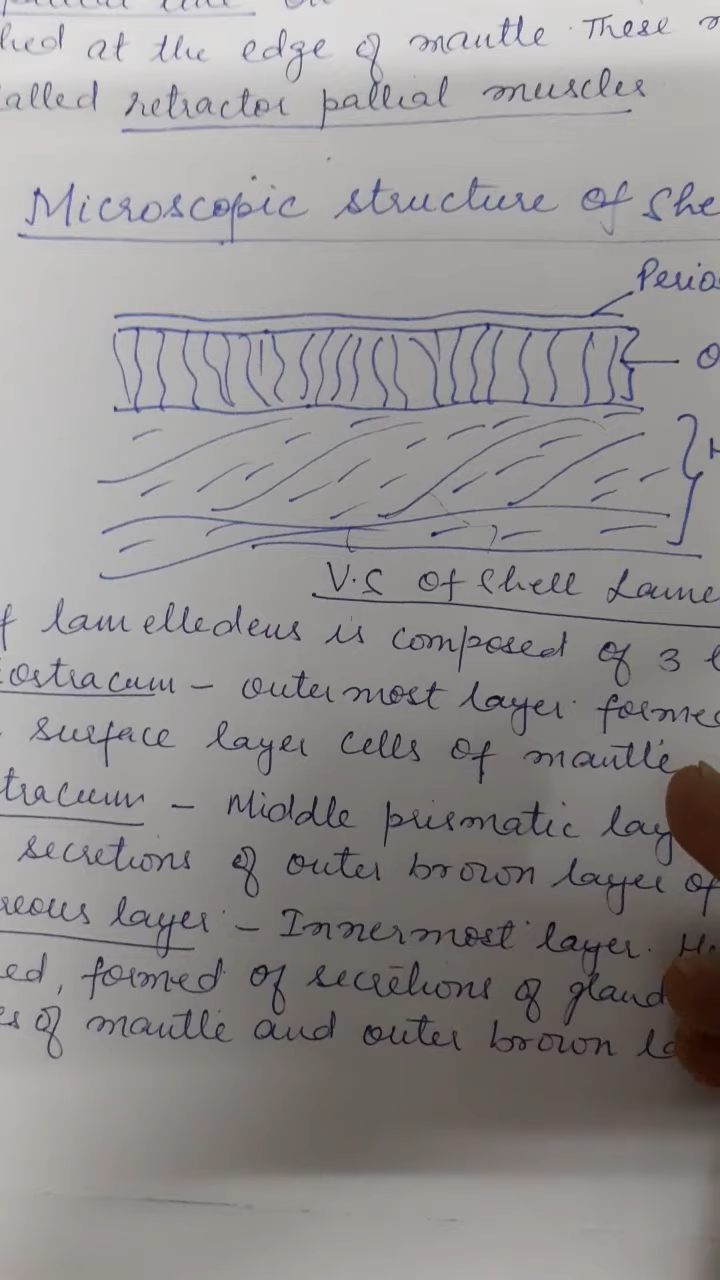 hed at the edge of mantle. These
alled retractor pallial muscles
Microscopic structure of She
Perio
O
H
V.S Of Shell Lame
f lamelledeus is composed of 3 l
ostracum - outermost layer. formed
surface layer cells of mantle
tracum - Middle prismatic lay
secretions of outer brown layer of
reous layer - Innermost layer. H
ed, formed of secretions of gland
s of mantle and outer brown la